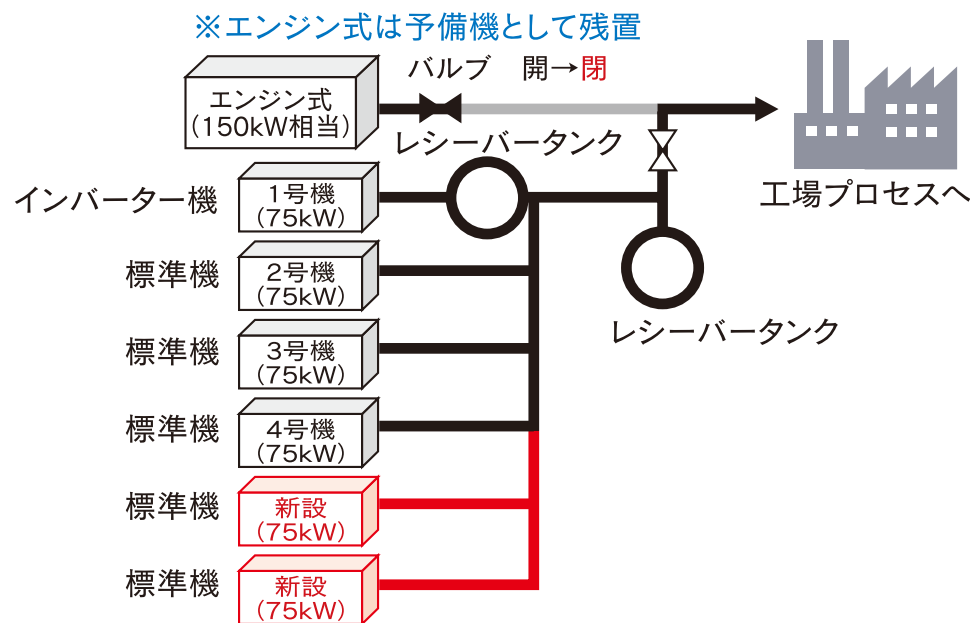 ※エンジン式は予備機として残置
バルブ 開→閉
エンジン式
(150kW相当)
レシーバータンク
工場プロセスへ
インバーター機
1号機
(75kW)
標準機
2号機
(75kW)
レシーバータンク
標準機
3号機
(75kW)
標準機
4号機
(75kW)
標準機
新設
(75kW)
標準機
新設
(75kW)